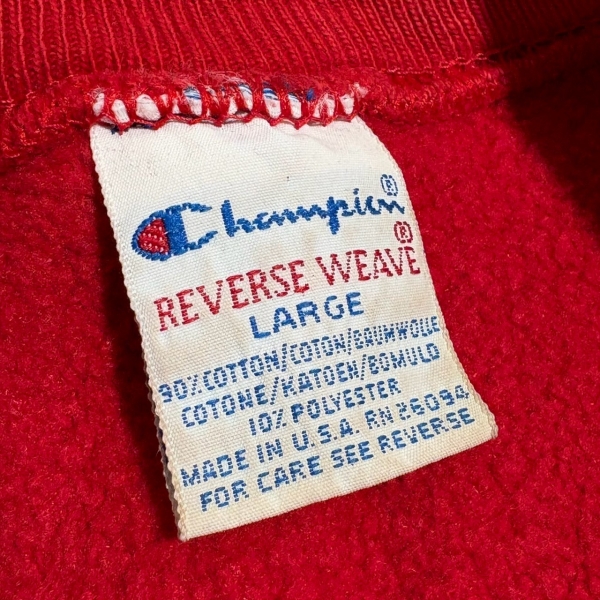 Champion®
REVERSE WEAVE®
LARGE
90% COTTON/COTON/BAUMWOLLE
COTONE/KATOEN/BOMULD
10% POLYESTER
MADE IN U.S.A. RN 26094
FOR CARE SEE REVERSE